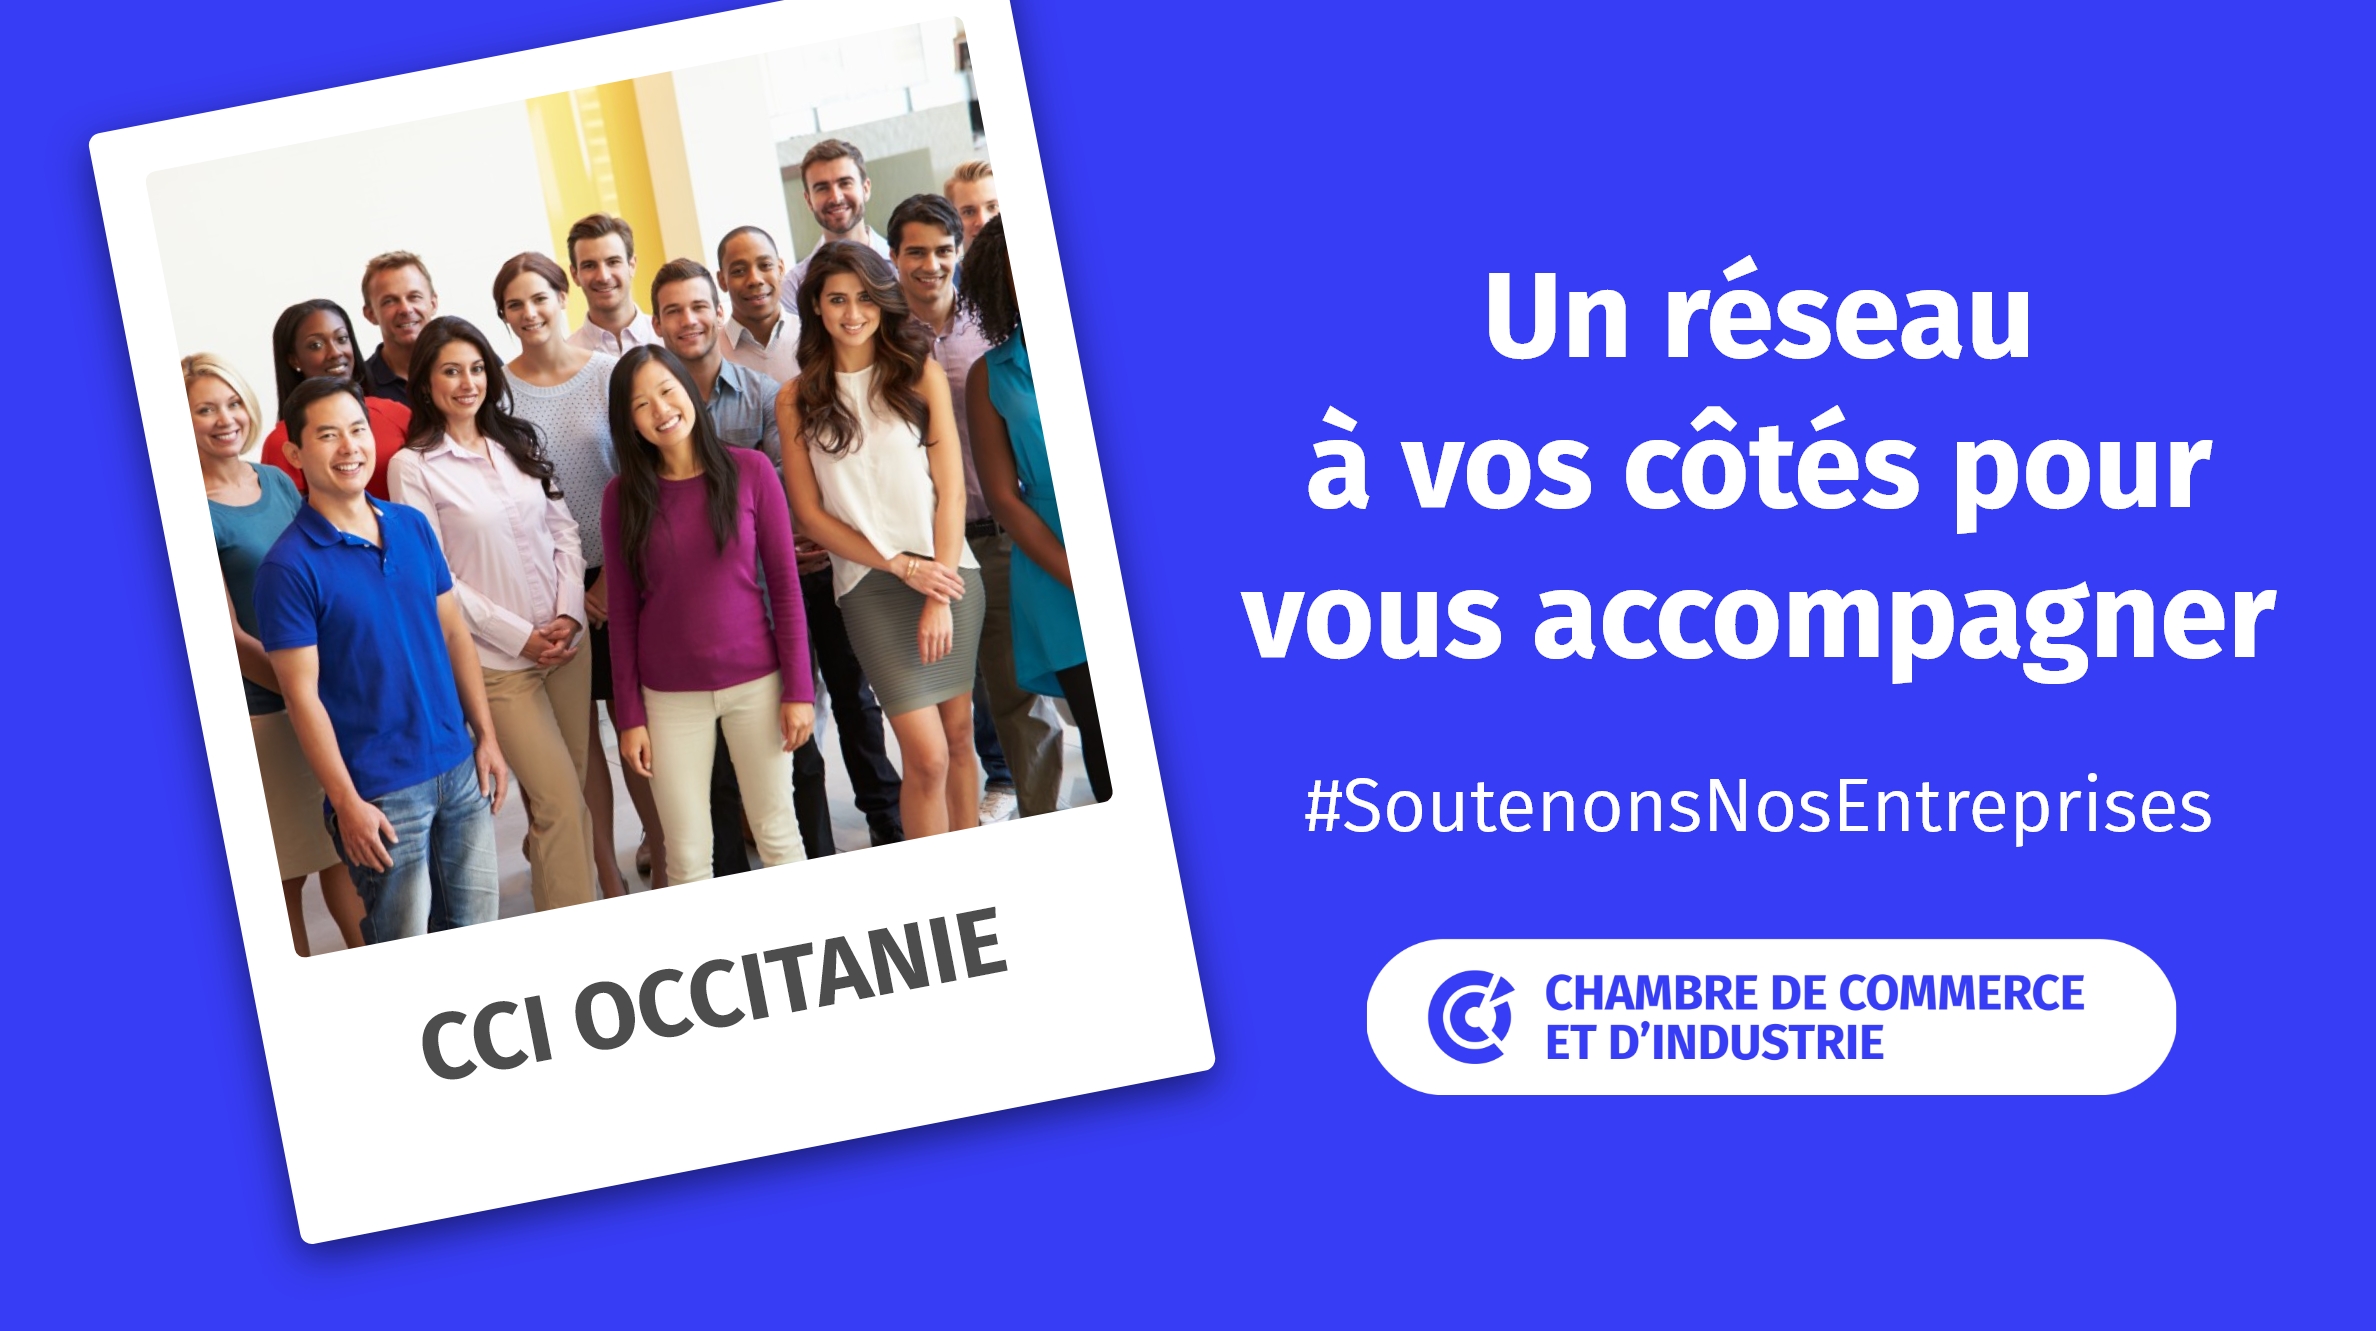 CCI OCCITANIE
Un réseau
à vos côtés pour
vous accompagner
#SoutenonsNosEntreprises
CHAMBRE DE COMMERCE
ET D'INDUSTRIE